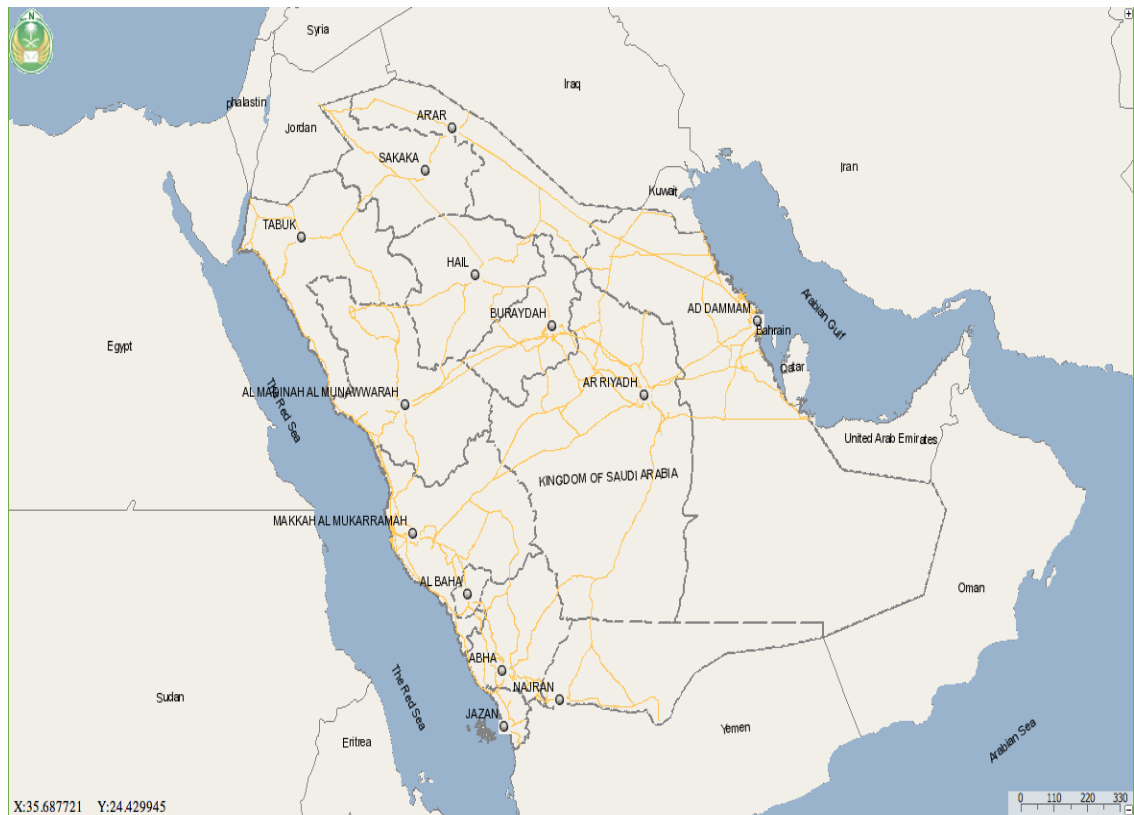 N
Syria
Iraq
phalastin
Jordan
AR'AR
SAKAKA
Iran
Kuwait
TABUK
HAIL
BURAYDAH
AD DAMMAM
Bahrain
Arabian Gulf
Egypt
Qatar
AR RIYADH
AL MADINAH AL MUNAWWARAH
The Red Sea
United Arab Emirates
KINGDOM OF SAUDI ARABIA
MAKKAH AL MUKARRAMAH
AL BAHA
Oman
ABHA
NAJRAN
Sudan
The Red Sea
JAZAN
Yemen
Eritrea
Arabian Sea
X:35.687721 Y:24.429945
0 110 220 330